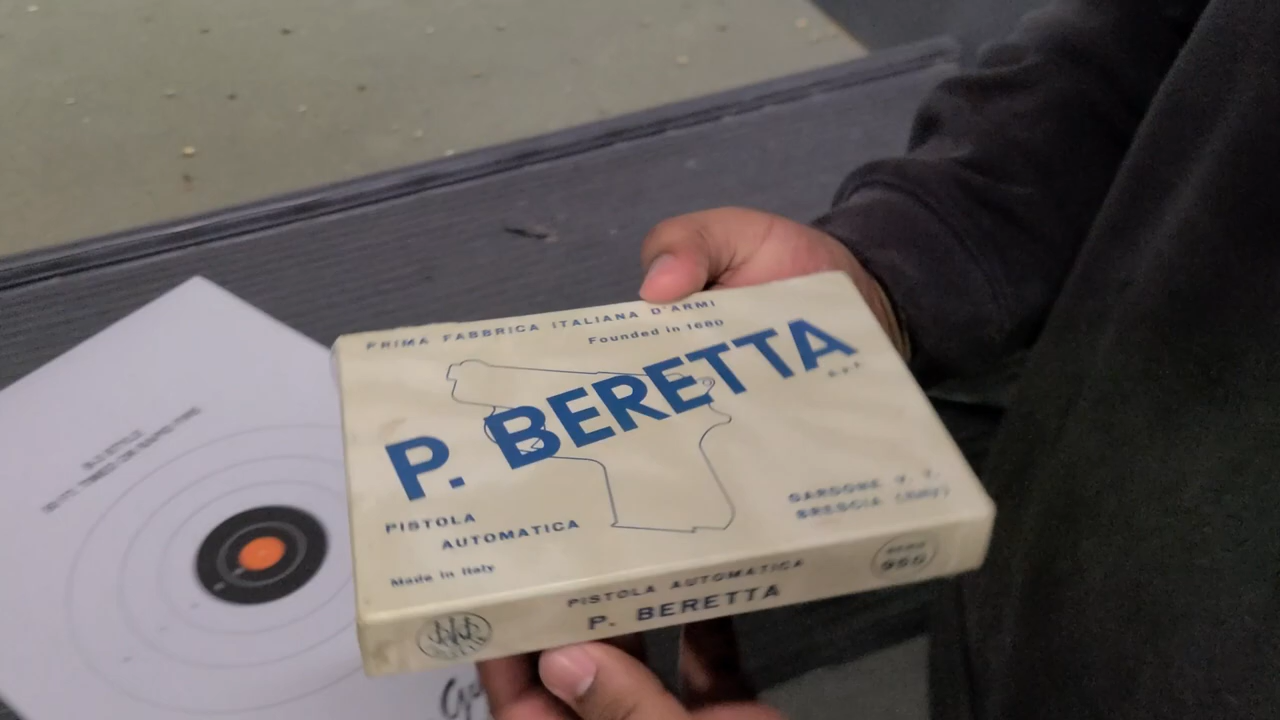 PRIMA FABBRICA ITALIANA D'ARMI
Founded in 1680
P. BERETTA
PISTOLA
AUTOMATICA
GARDONE V. T.
BRESCIA (Italy)
Made in Italy
PISTOLA AUTOMATICA
P. BERETTA
950